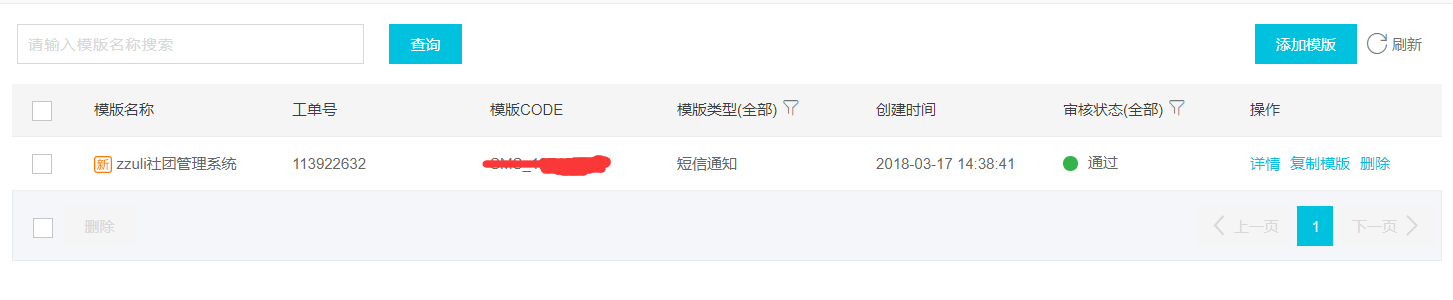 请输入模版名称搜索 查询 添加模版 刷新
模版名称 工单号 模版CODE 模版类型(全部) 创建时间 审核状态(全部) 操作
新 zzuli社团管理系统 113922632 短信通知 2018-03-17 14:38:41 通过 详情 复制模版 删除
删除 上一页 1 下一页